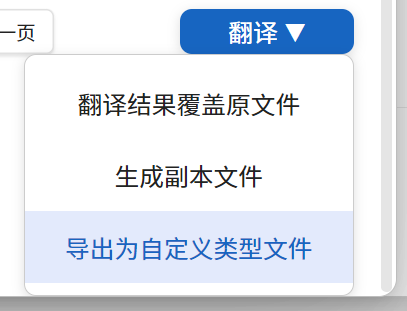 一页
翻译 ▼
翻译结果覆盖原文件
生成副本文件
导出为自定义类型文件